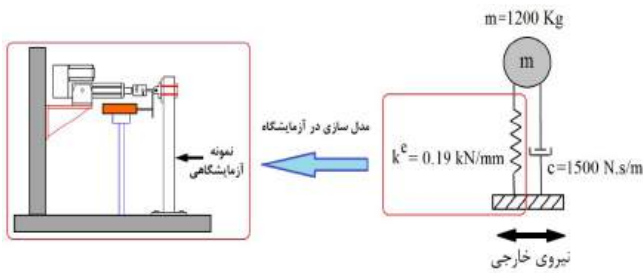 m=1200 Kg
m
مدل سازی در آزمایشگاه
نمونه
آزمایشگاهی
k^e = 0.19 kN/mm
c=1500 N.s/m
نیروی خارجی